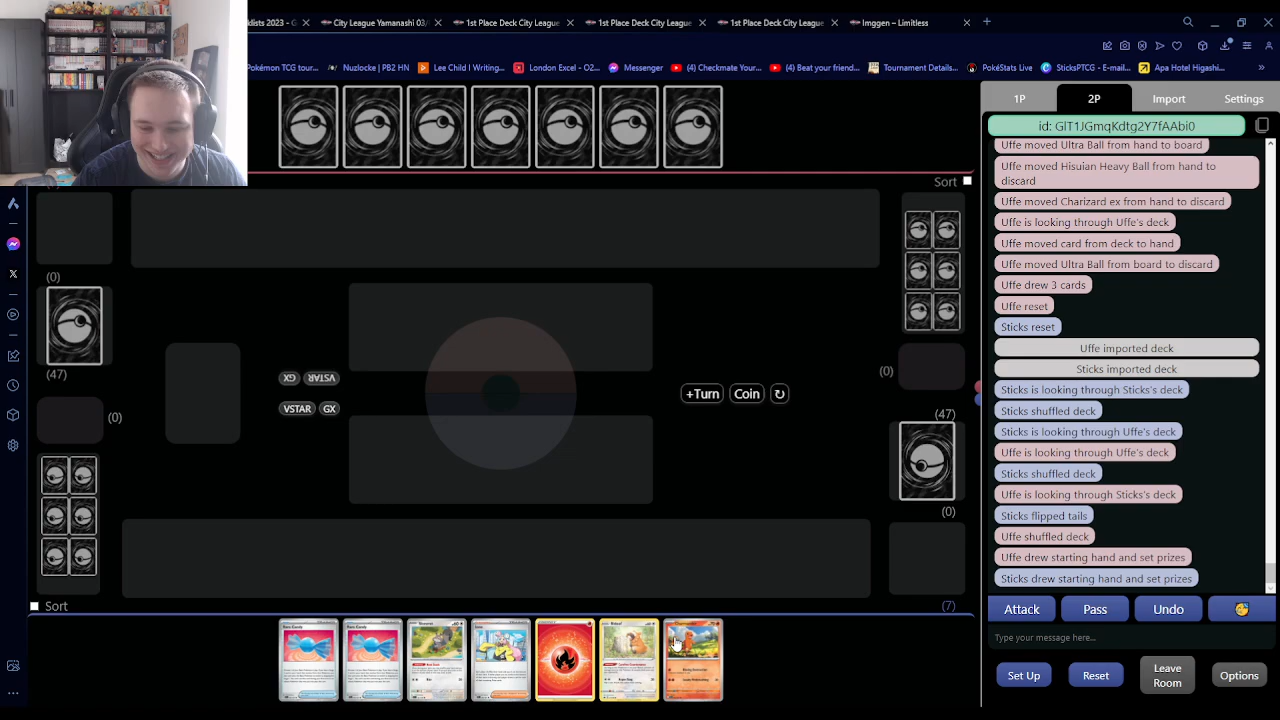 klists 2023 - G
City League Yamanashi 03/
1st Place Deck City League
1st Place Deck City League
1st Place Deck City League
Imggen – Limitless
Pokémon TCG tour...
Nuzlocke | PB2 HN
Lee Child I Writing...
London Excel - O2...
Messenger
(4) Checkmate Your...
(4) Beat your friend...
Tournament Details...
PokéStats Live
SticksPTCG - E-mail...
Apa Hotel Higashi...
1P
2P
Import
Settings
id: GlT1JGmqKdtg2Y7fAAbi0
Uffe moved Ultra Ball from hand to board
Uffe moved Hisuian Heavy Ball from hand to
discard
Uffe moved Charizard ex from hand to discard
Uffe is looking through Uffe's deck
Uffe moved card from deck to hand
Uffe moved Ultra Ball from board to discard
Uffe drew 3 cards
Uffe reset
Sticks reset
Uffe imported deck
Sticks imported deck
Sticks is looking through Sticks's deck
Sticks shuffled deck
Sticks is looking through Uffe's deck
Uffe is looking through Uffe's deck
Sticks shuffled deck
Uffe is looking through Sticks's deck
Sticks flipped tails
Uffe shuffled deck
Uffe drew starting hand and set prizes
Sticks drew starting hand and set prizes
Attack
Pass
Undo
Type your message here...
Set Up
Reset
Leave
Room
Options
Sort
(0)
(47)
(0)
(0)
(47)
(0)
GX
VSTAR
VSTAR
GX
+Turn
Coin
Sort
(7)
Rare Candy
Rare Candy
Iono
Charmander